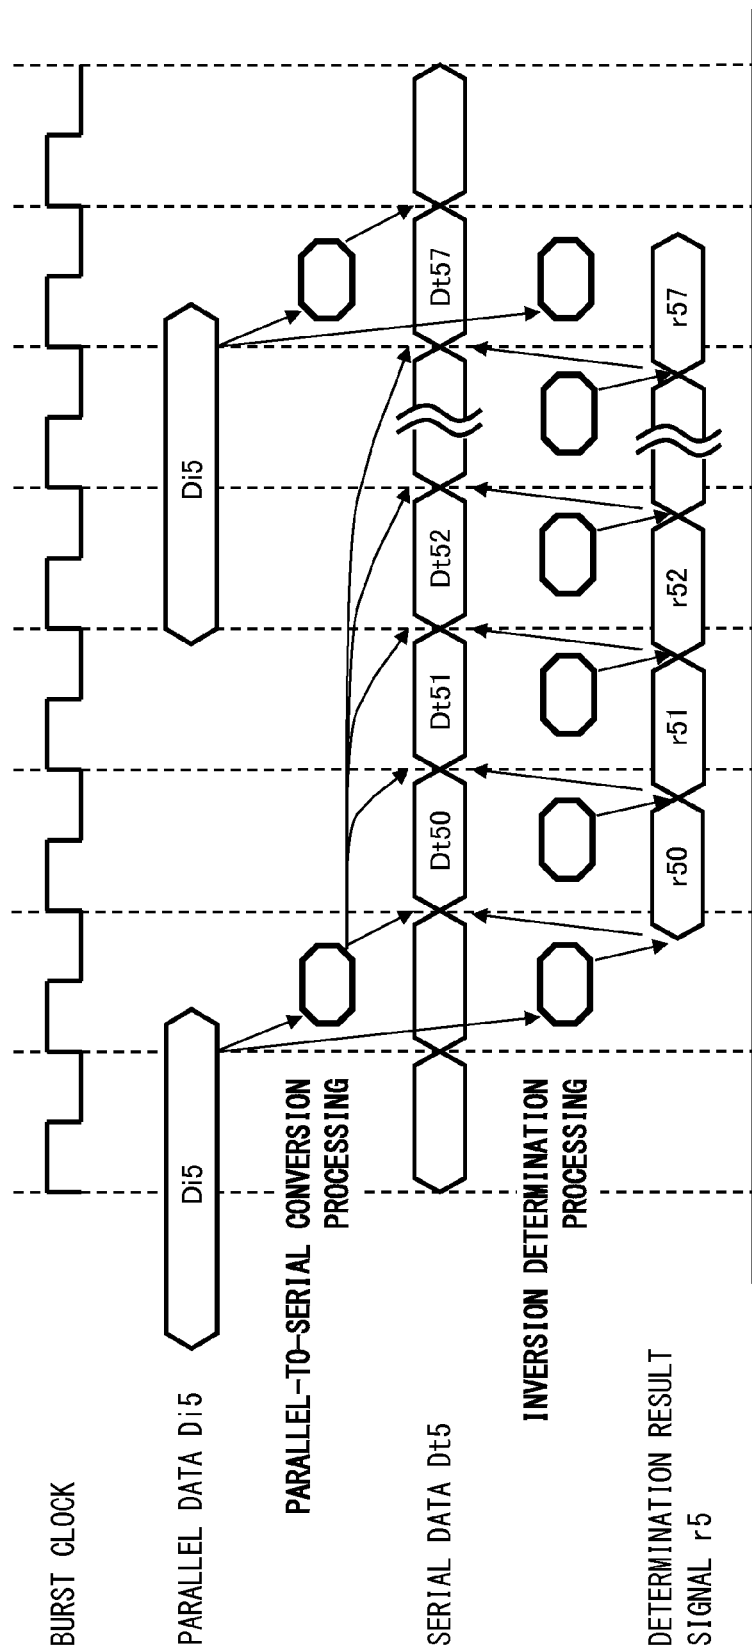 BURST CLOCK
PARALLEL DATA Di5
Di5
Di5
PARALLEL-TO-SERIAL CONVERSION
PROCESSING
SERIAL DATA Dt5
Dt50
Dt51
Dt52
Dt57
INVERSION DETERMINATION
PROCESSING
DETERMINATION RESULT
SIGNAL r5
r50
r51
r52
r57